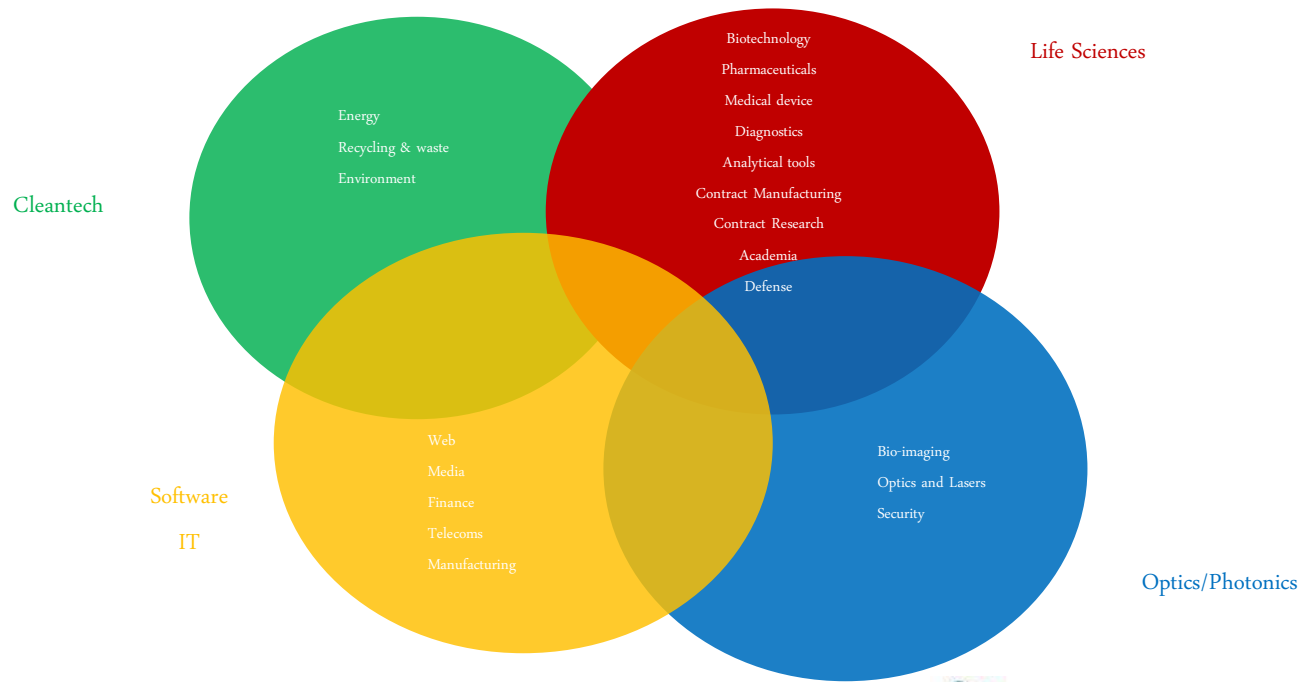 Cleantech
Energy
Recycling & waste
Environment
Life Sciences
Biotechnology
Pharmaceuticals
Medical device
Diagnostics
Analytical tools
Contract Manufacturing
Contract Research
Academia
Defense
Software
IT
Web
Media
Finance
Telecoms
Manufacturing
Bio-imaging
Optics and Lasers
Security
Optics/Photonics